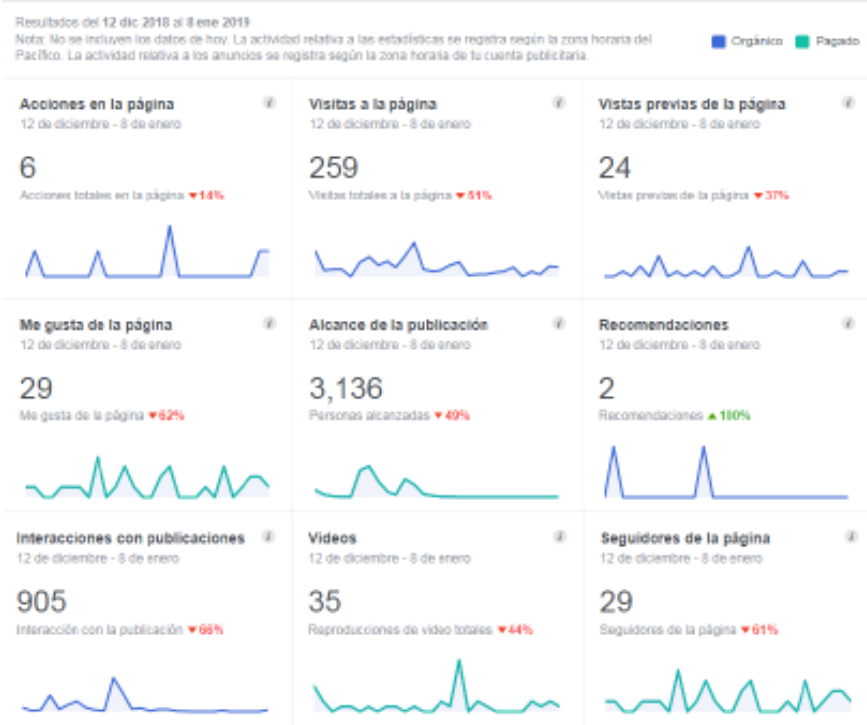 Resultados del 12 dic 2018 al 8 ene 2019
Nota: No se incluyen los datos de hoy. La actividad relativa a las estadísticas se registra según la zona horaria del
Pacífico. La actividad relativa a los anuncios se registra según la zona horaria de tu cuenta publicitaria.
Orgánico Pagado
Acciones en la página
12 de diciembre - 8 de enero
6
Acciones totales en la página ▼14%
Visitas a la página
12 de diciembre - 8 de enero
259
Visitas totales a la página ▼51%
Vistas previas de la página
12 de diciembre - 8 de enero
24
Vistas previas de la página ▼37%
Me gusta de la página
12 de diciembre - 8 de enero
29
Me gusta de la página ▼62%
Alcance de la publicación
12 de diciembre - 8 de enero
3,136
Personas alcanzadas ▼49%
Recomendaciones
12 de diciembre - 8 de enero
2
Recomendaciones ▲100%
Interacciones con publicaciones
12 de diciembre - 8 de enero
905
Interacción con la publicación ▼66%
Videos
12 de diciembre - 8 de enero
35
Reproducciones de video totales ▼44%
Seguidores de la página
12 de diciembre - 8 de enero
29
Seguidores de la página ▼61%